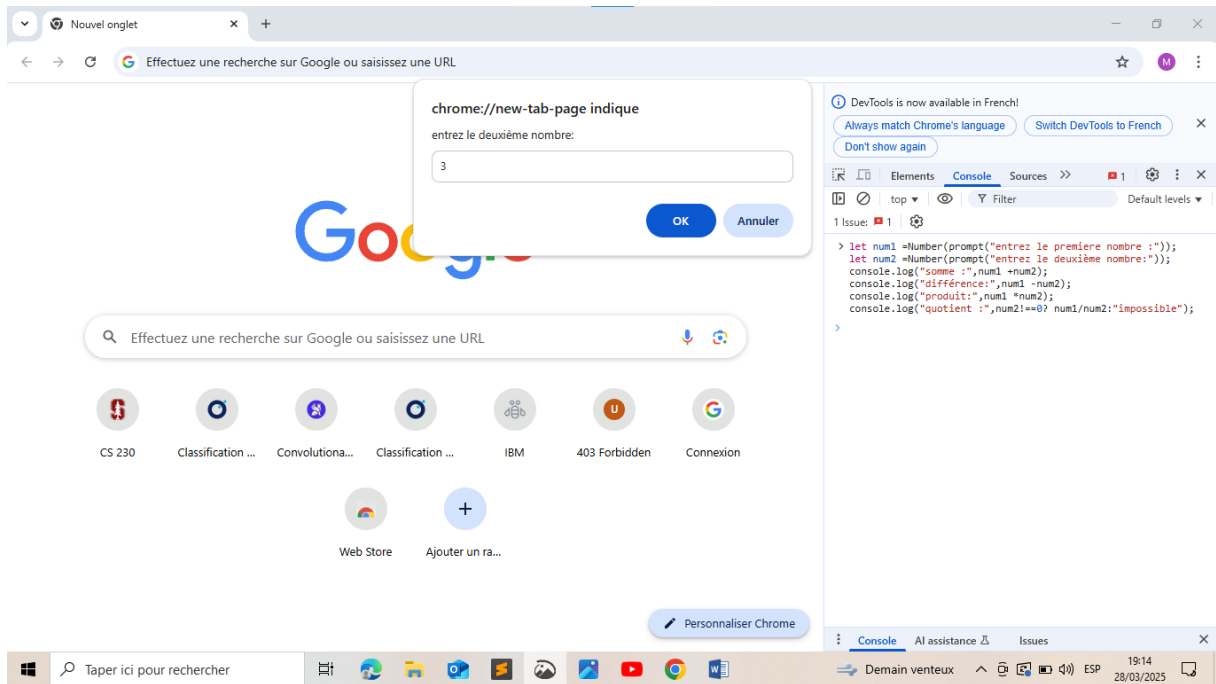 Nouvel onglet
Effectuez une recherche sur Google ou saisissez une URL
M
chrome://new-tab-page indique
entrez le deuxième nombre:
3
OK
Annuler
Effectuez une recherche sur Google ou saisissez une URL
CS 230
Classification ...
Convolutiona...
Classification ...
IBM
U
403 Forbidden
Connexion
Web Store
Ajouter un ra...
Personnaliser Chrome
DevTools is now available in French!
Always match Chrome's language
Switch DevTools to French
Don't show again
Elements
Console
Sources
1
top
Filter
Default levels
1 Issue:
1
let num1 =Number(prompt("entrez le premiere nombre :"));
let num2 =Number(prompt("entrez le deuxième nombre:"));
console.log("somme :",num1 +num2);
console.log("différence:",num1 -num2);
console.log("produit:",num1 *num2);
console.log("quotient :",num2!==0? num1/num2:"impossible");
Console
AI assistance
Issues
Taper ici pour rechercher
Demain venteux
ESP
19:14
28/03/2025